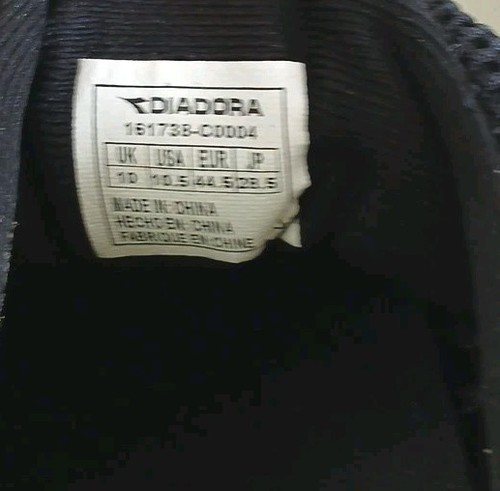 DIADORA
161738-C0004
UK USA EUR JP
10 10.5 44.5 28.5
MADE IN: CHINA
HECHO EN: CHINA
FABRIQUE EN: CHINE